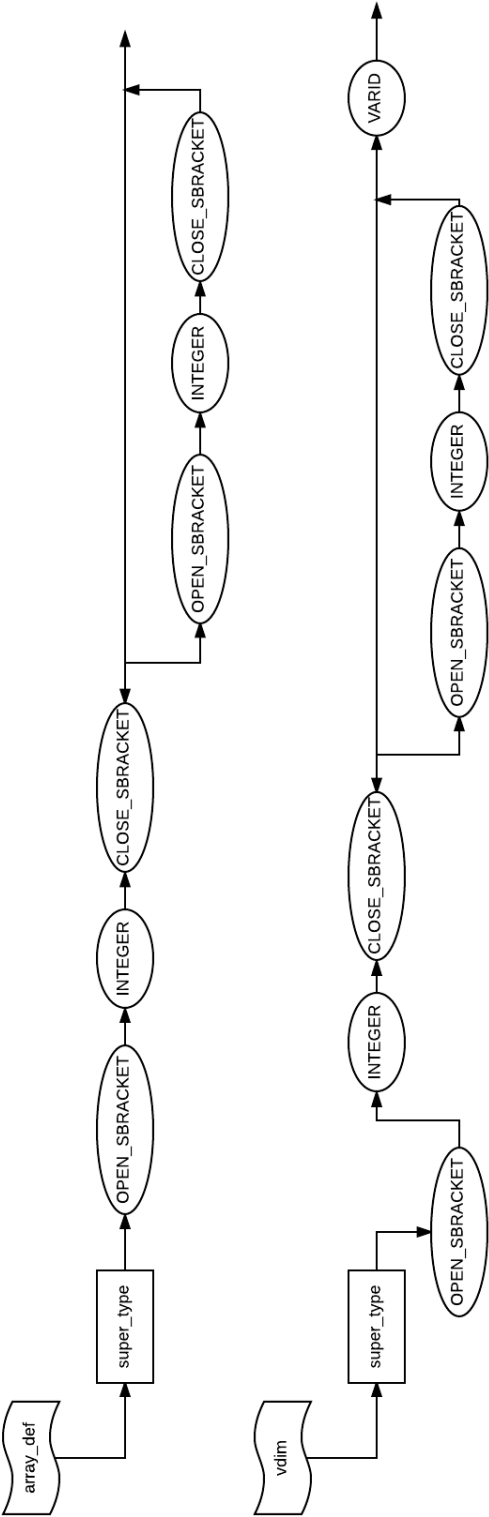 array_def
super_type
OPEN_SBRACKET
INTEGER
CLOSE_SBRACKET
OPEN_SBRACKET
INTEGER
CLOSE_SBRACKET
vdim
super_type
OPEN_SBRACKET
INTEGER
CLOSE_SBRACKET
OPEN_SBRACKET
INTEGER
CLOSE_SBRACKET
VARID